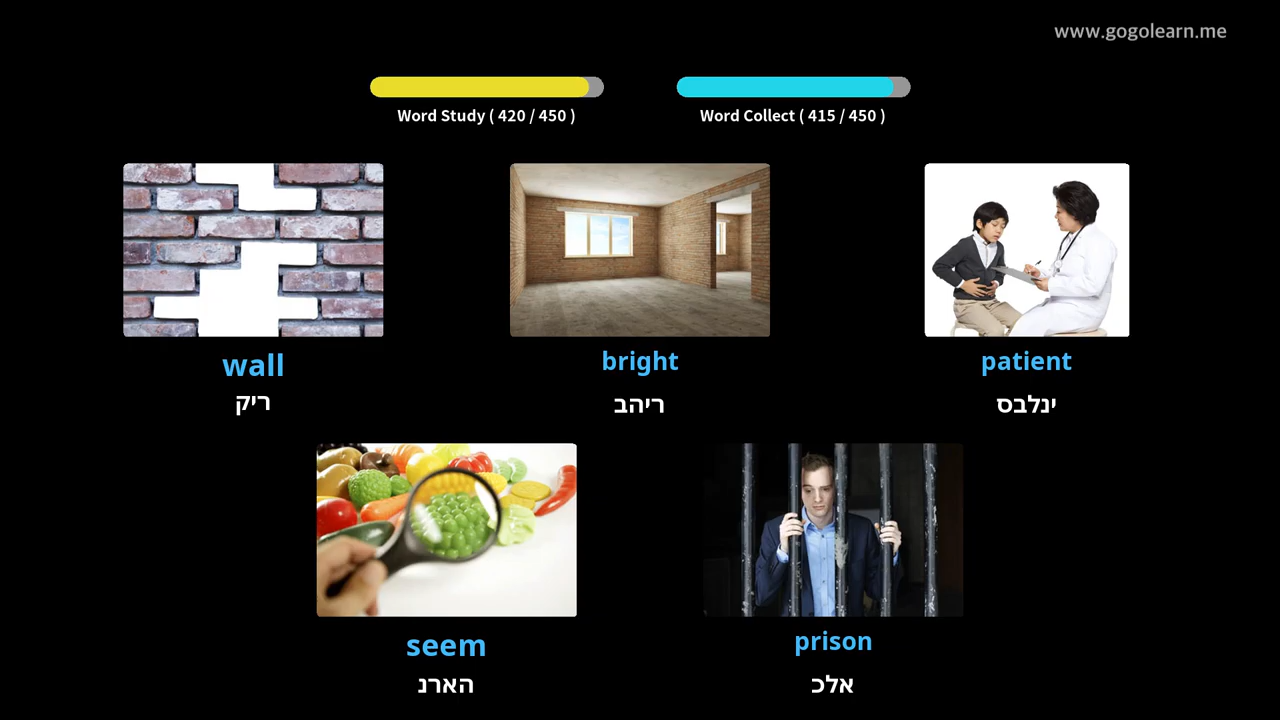 www.gogolearn.me
Word Study ( 420 / 450 )
Word Collect ( 415 / 450 )
wall
ריק
bright
ריהב
patient
ינלבס
seem
הארנ
prison
אלכ